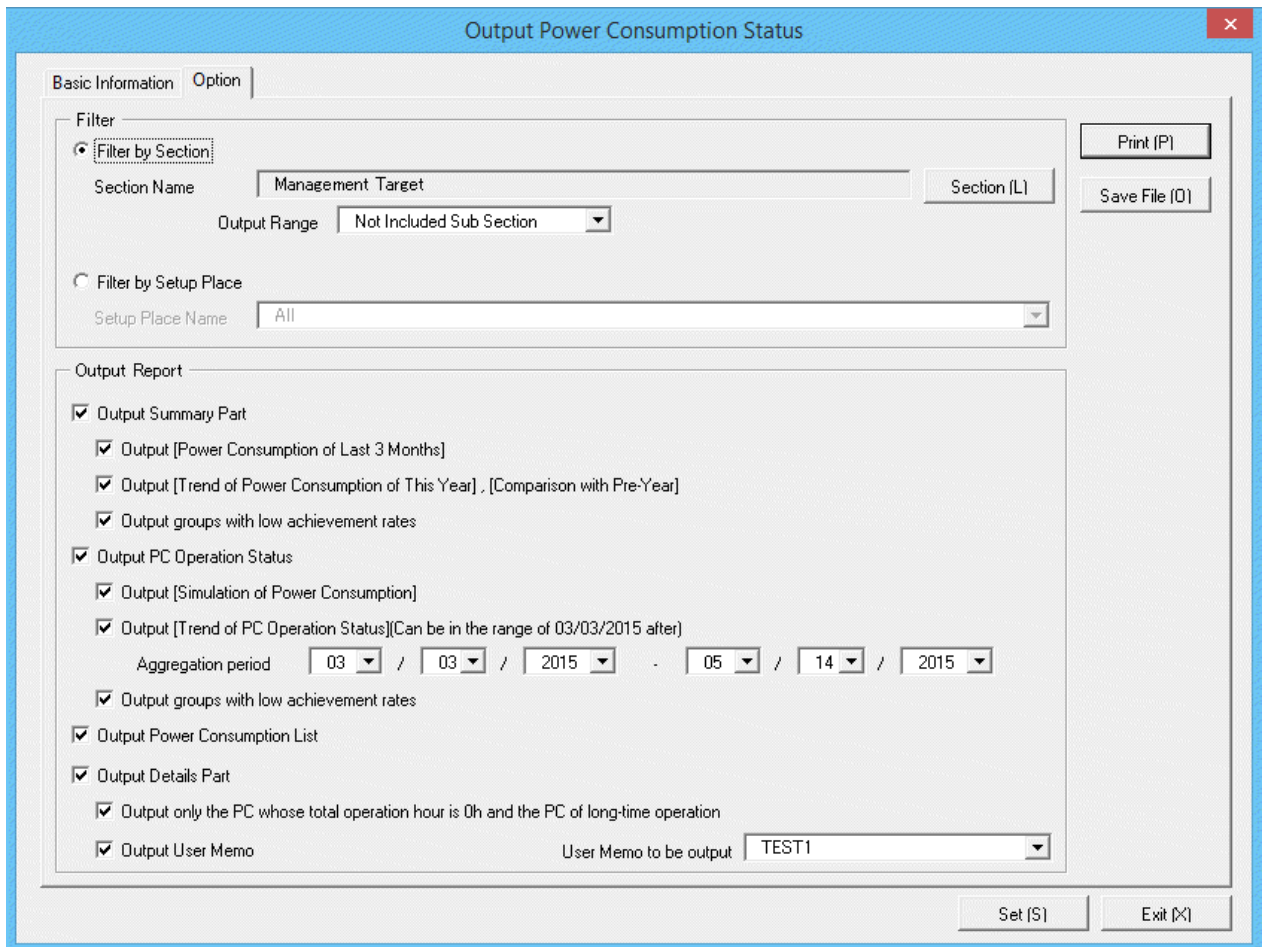 Output Power Consumption Status
Basic Information Option
Filter
Filter by Section
Section Name Management Target Section (L)
Output Range Not Included Sub Section
Filter by Setup Place
Setup Place Name All
Print (P)
Save File (O)
Output Report
Output Summary Part
Output [Power Consumption of Last 3 Months]
Output [Trend of Power Consumption of This Year] , [Comparison with Pre-Year]
Output groups with low achievement rates
Output PC Operation Status
Output [Simulation of Power Consumption]
Output [Trend of PC Operation Status](Can be in the range of 03/03/2015 after)
Aggregation period 03 / 03 / 2015 - 05 / 14 / 2015
Output groups with low achievement rates
Output Power Consumption List
Output Details Part
Output only the PC whose total operation hour is 0h and the PC of long-time operation
Output User Memo User Memo to be output TEST1
Set (S) Exit (X)